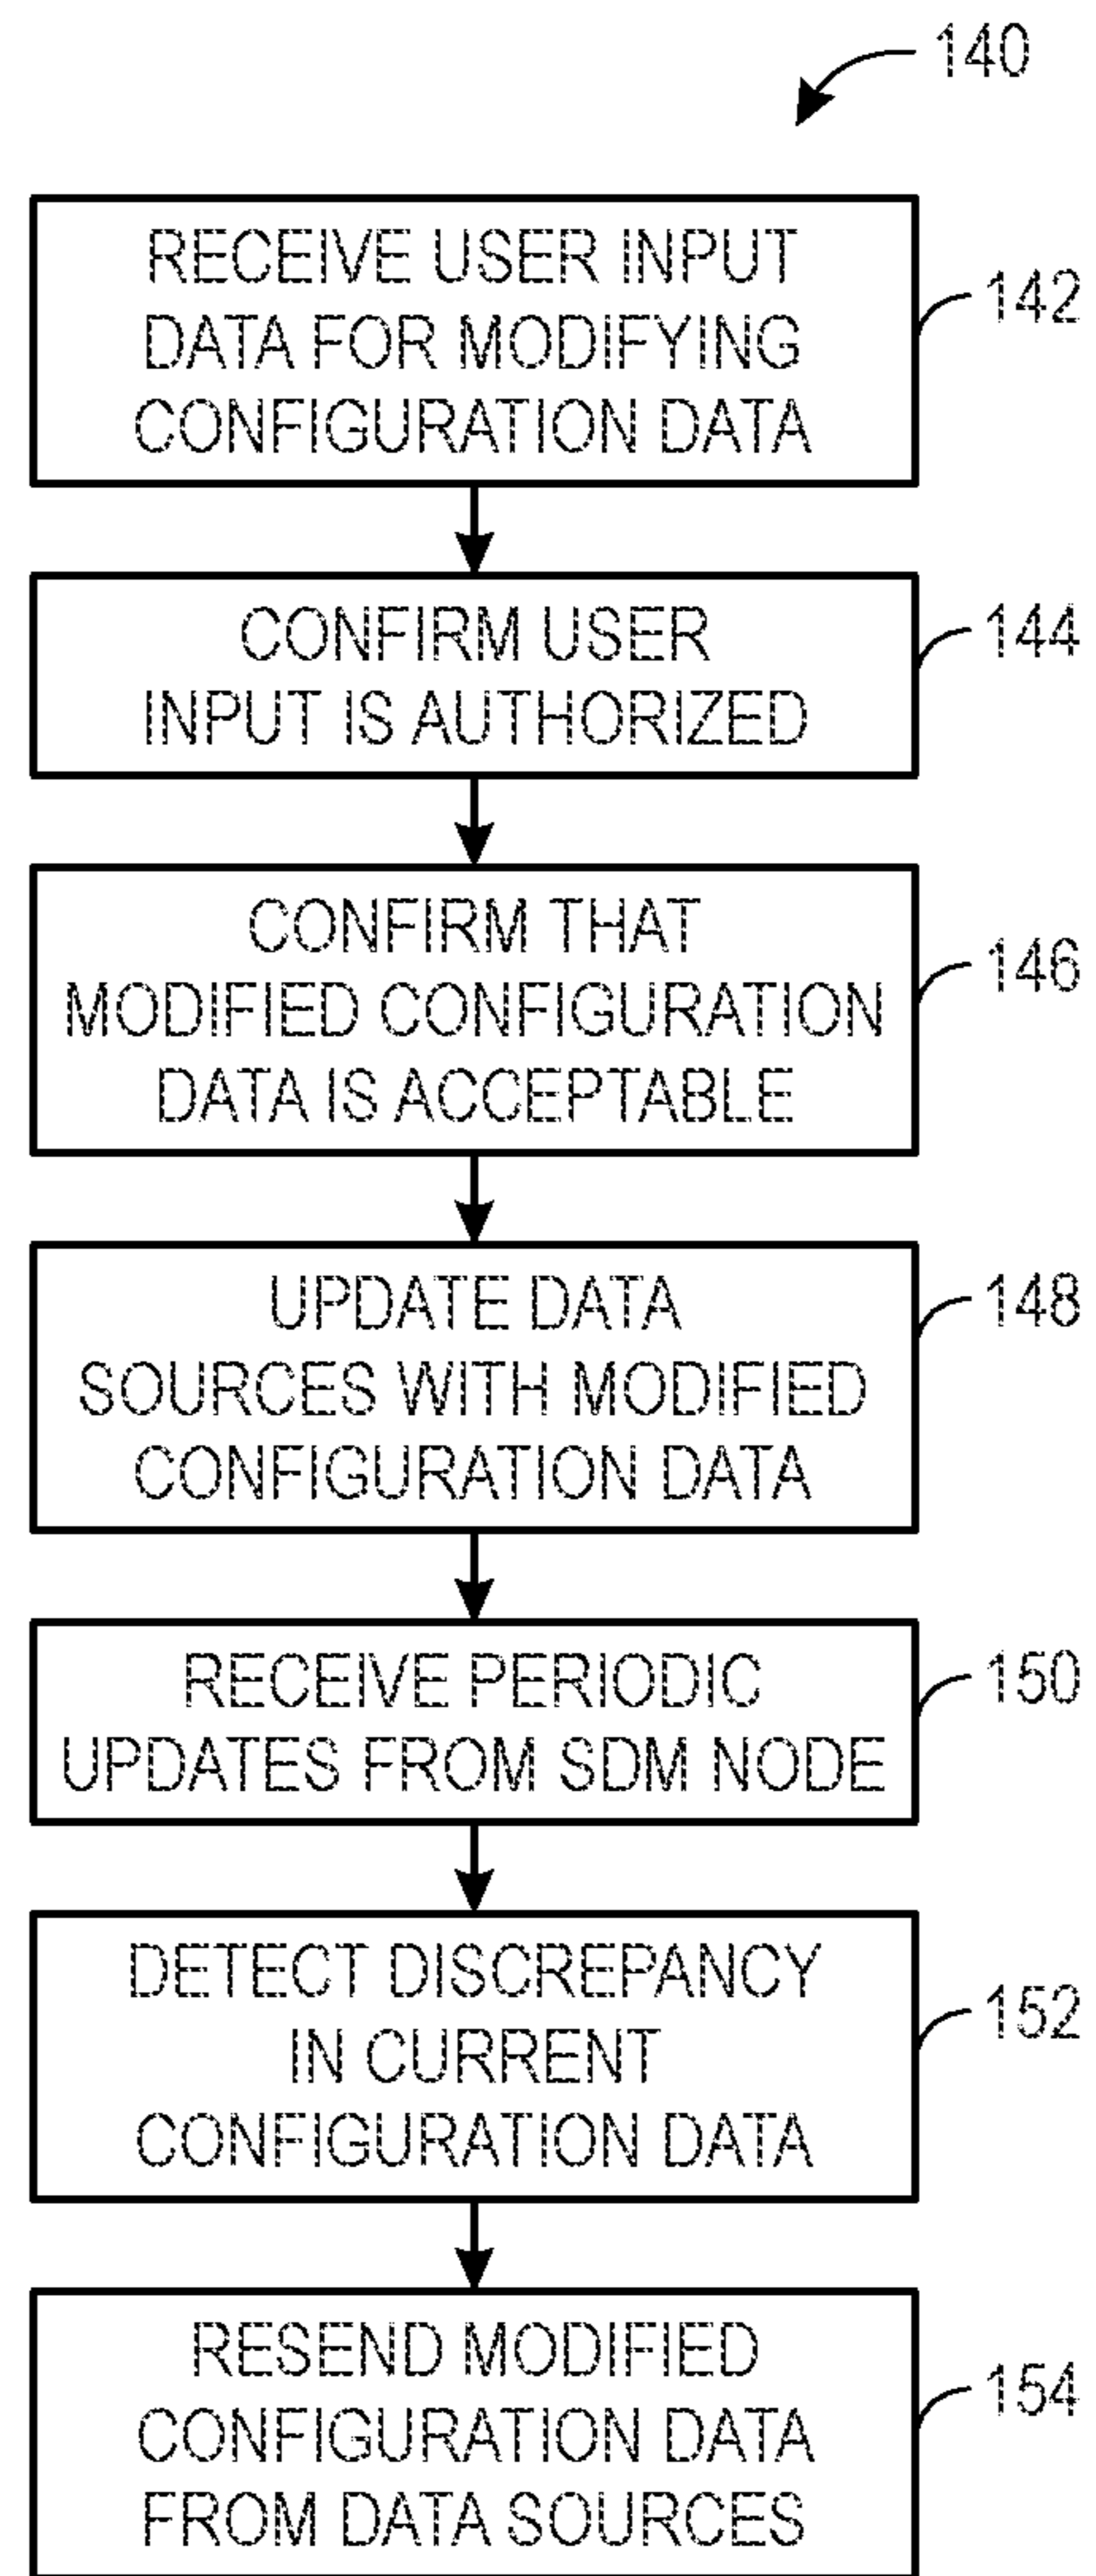 140
RECEIVE USER INPUT
DATA FOR MODIFYING
CONFIGURATION DATA
142
CONFIRM USER
INPUT IS AUTHORIZED
144
CONFIRM THAT
MODIFIED CONFIGURATION
DATA IS ACCEPTABLE
146
UPDATE DATA
SOURCES WITH MODIFIED
CONFIGURATION DATA
148
RECEIVE PERIODIC
UPDATES FROM SDM NODE
150
DETECT DISCREPANCY
IN CURRENT
CONFIGURATION DATA
152
RESEND MODIFIED
CONFIGURATION DATA
FROM DATA SOURCES
154